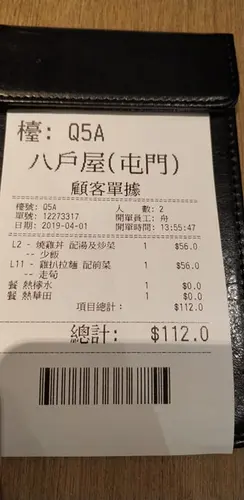 檯: Q5A
八戶屋(屯門)
顧客單據
檯號: Q5A 人 數: 2
單號: 12273317 開單員工: 舟
日期: 2019-04-01 開單時間: 13:55:47
L2 - 燒雞丼 配湯及炒菜 1 $56.0
-- 少飯
L11 - 雞扒拉麵 配前菜 1 $56.0
-- 走筍
餐 熱檸水 1 $0.0
餐 熱華田 1 $0.0
項目總計: $112.0
總計: $112.0